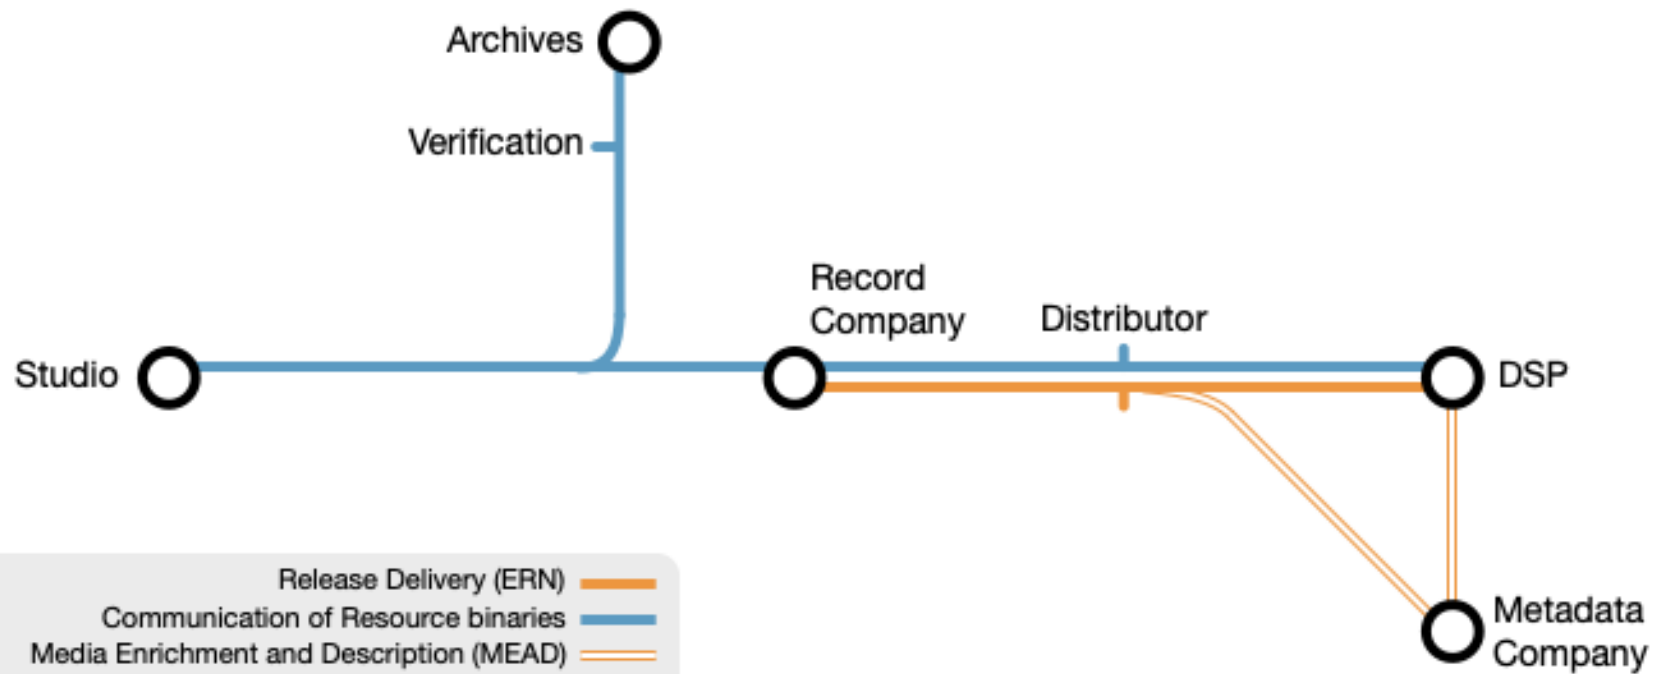 Archives
Verification
Record
Company
Distributor
Studio
DSP
Release Delivery (ERN)
Communication of Resource binaries
Media Enrichment and Description (MEAD)
Metadata
Company